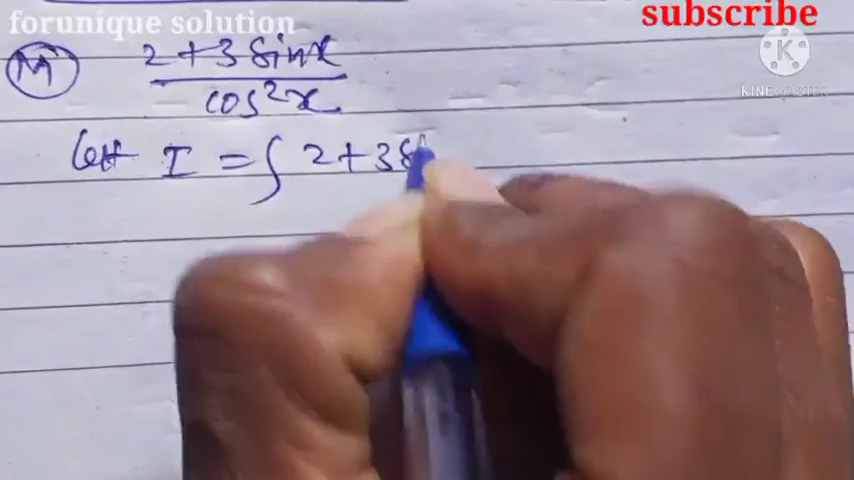 forunique solution
subscribe
K
KINEMASTER
(M) 2 + 3 sin x / cos²x
let I = ∫ 2 + 3 s